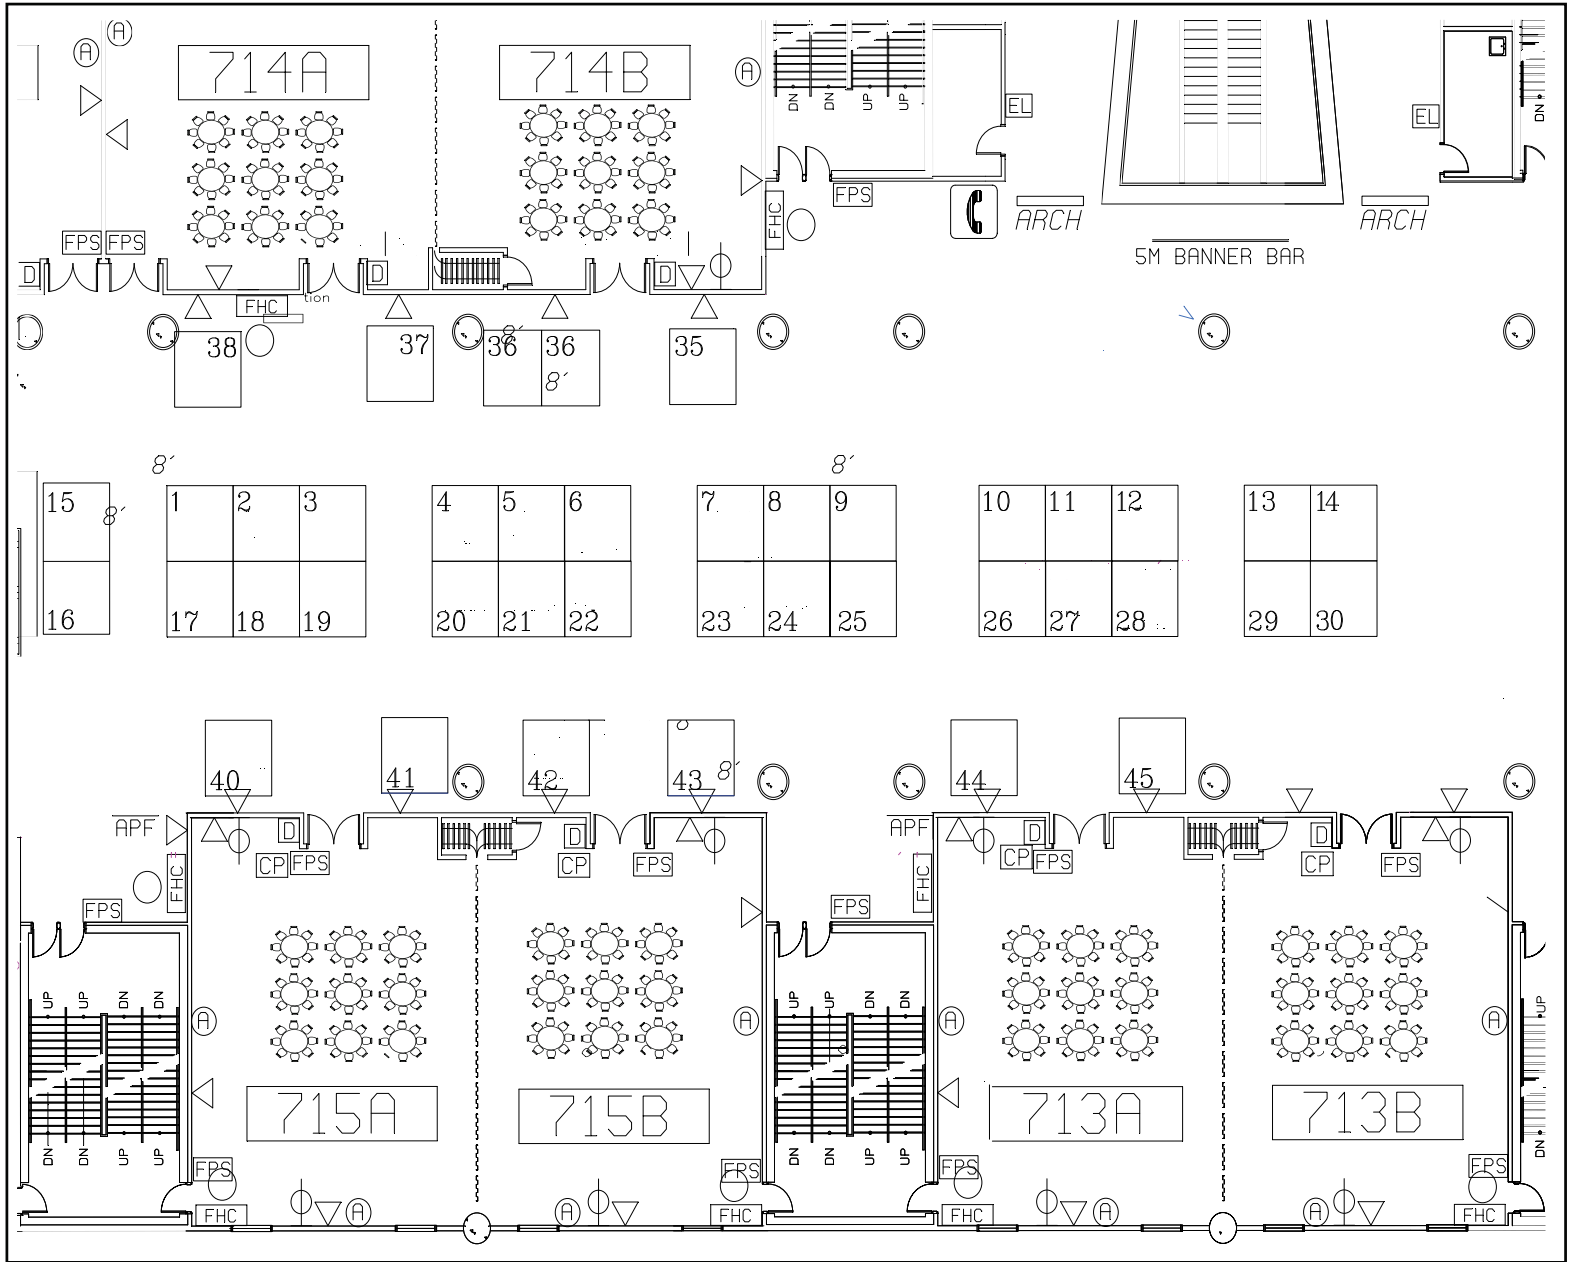 A
A
714A
714B
A
DN
DN
UP
UP
EL
EL
DN
FHC
FPS
ARCH
ARCH
FPS
FPS
5M BANNER BAR
D
D
D
FHC
tion
38
37
36
8'
36
8'
35
8'
8'
15
8'
1
2
3
4
5
6
7
8
9
10
11
12
13
14
16
17
18
19
20
21
22
23
24
25
26
27
28
29
30
40
41
42
43
8'
44
45
APF
D
D
APF
D
D
FHC
CP
FPS
CP
FPS
FHC
CP
FPS
CP
FPS
FPS
FPS
UP
UP
DN
DN
UP
UP
DN
DN
UP
A
A
A
A
715A
715B
713A
713B
DN
DN
UP
UP
DN
DN
UP
UP
DN
FPS
FPS
FPS
FPS
FHC
A
A
FHC
FHC
A
A
FHC